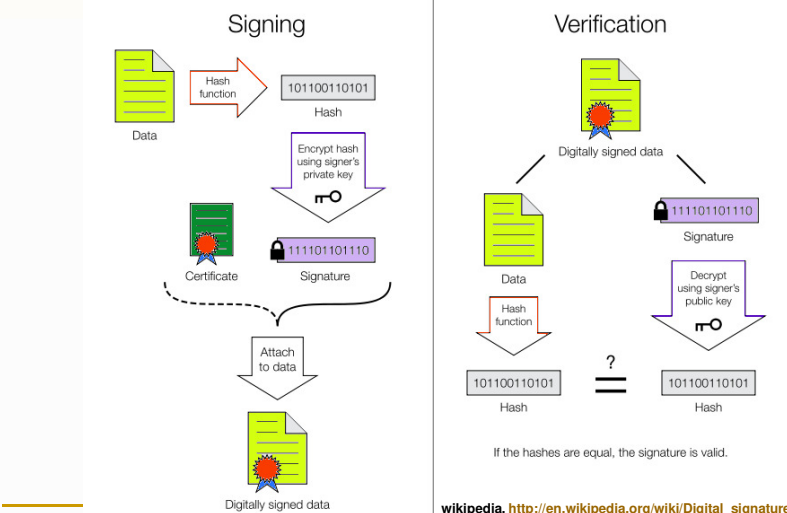 Signing
Hash
function
101100110101
Hash
Data
Encrypt hash
using signer's
private key
111101101110
Certificate
Signature
Attach
to data
Digitally signed data
Verification
Digitally signed data
111101101110
Signature
Data
Decrypt
using signer's
public key
Hash
function
?
101100110101
=
101100110101
Hash
Hash
If the hashes are equal, the signature is valid.
wikipedia, http://en.wikipedia.org/wiki/Digital_signature